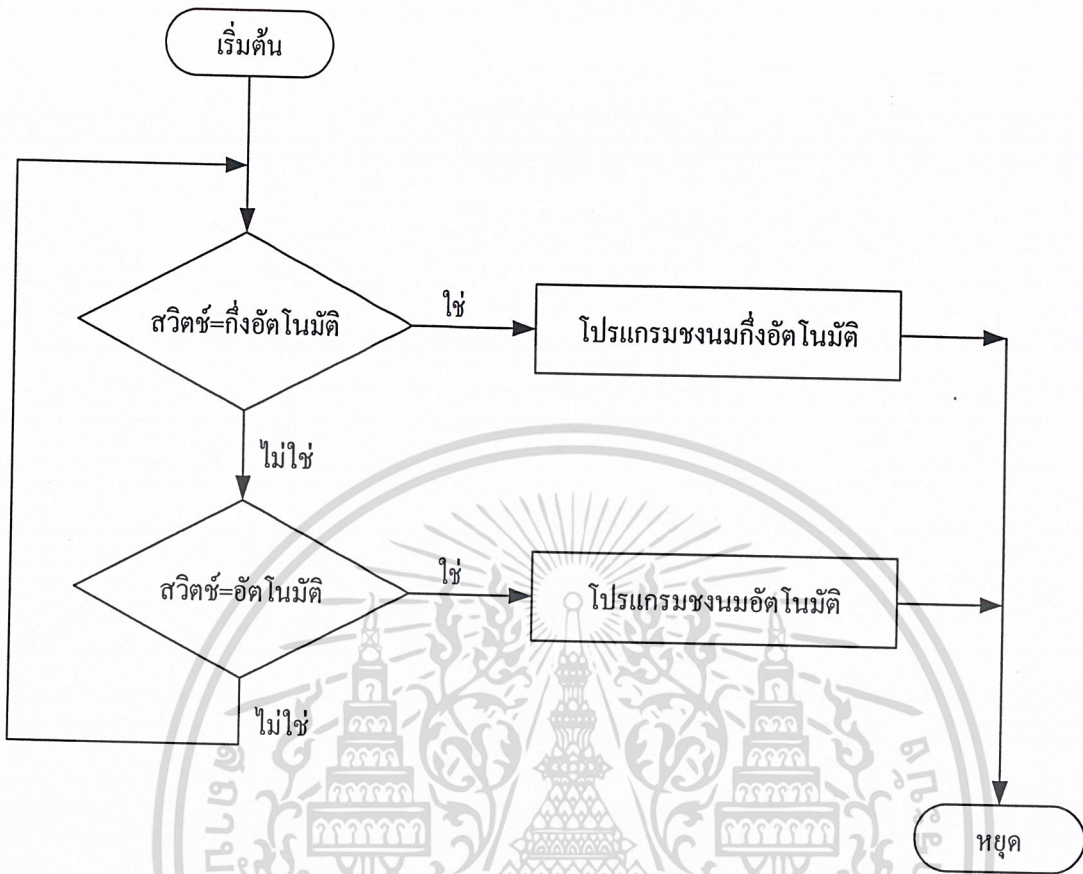 เริ่มต้น
สวิตช์=กึ่งอัตโนมัติ
ใช่
โปรแกรมชงนมกึ่งอัตโนมัติ
ไม่ใช่
สวิตช์=อัตโนมัติ
ใช่
โปรแกรมชงนมอัตโนมัติ
ไม่ใช่
หยุด